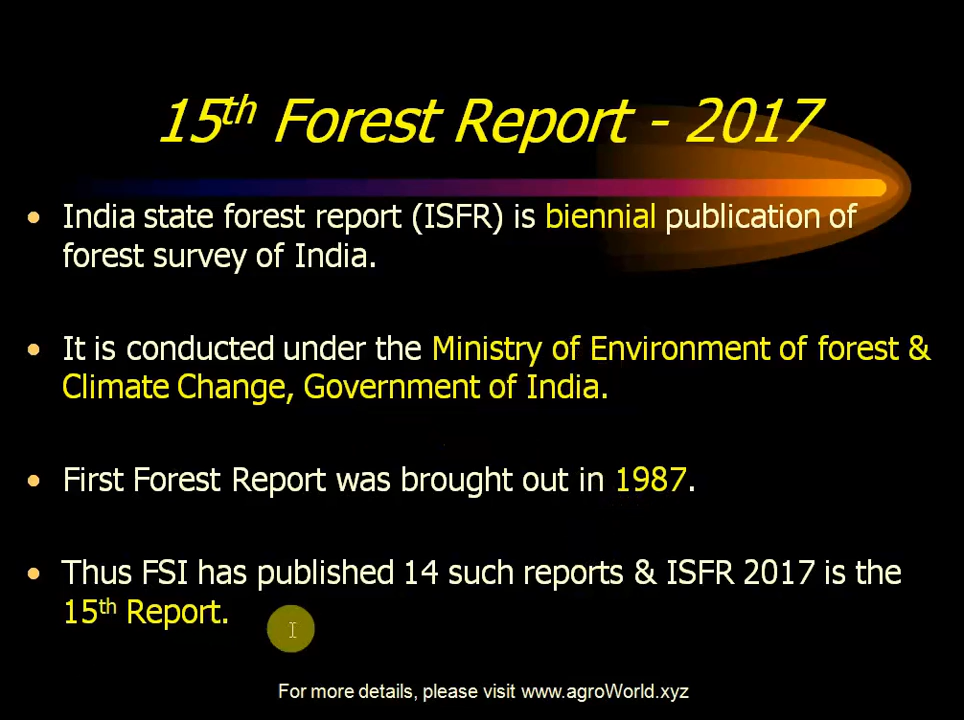 15th Forest Report - 2017
• India state forest report (ISFR) is biennial publication of
forest survey of India.
• It is conducted under the Ministry of Environment of forest &
Climate Change, Government of India.
• First Forest Report was brought out in 1987.
• Thus FSI has published 14 such reports & ISFR 2017 is the
15th Report.
For more details, please visit www.agroWorld.xyz